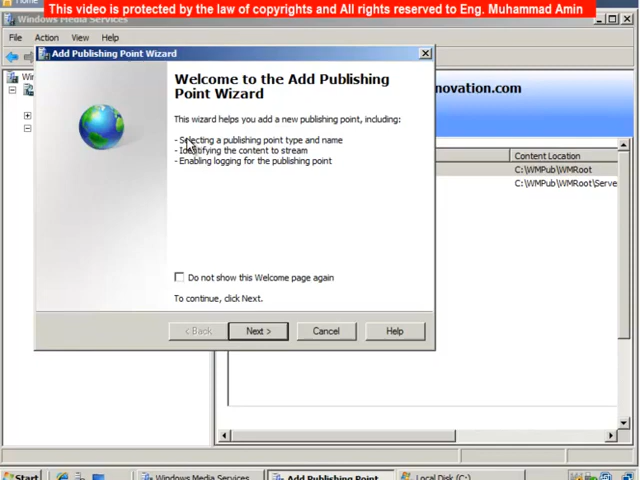 Home
This video is protected by the law of copyrights and All rights reserved to Eng. Muhammad Amin
Windows Media Services
File Action View Help
Add Publishing Point Wizard
Welcome to the Add Publishing
Point Wizard
This wizard helps you add a new publishing point, including:
- Selecting a publishing point type and name
- Identifying the content to stream
- Enabling logging for the publishing point
Do not show this Welcome page again
To continue, click Next.
< Back
Next >
Cancel
Help
novation.com
Content Location
C:\WMPub\WMRoot
C:\WMPub\WMRoot\Serve
Start
Windows Media Services
Add Publishing Point
Local Disk (C:)